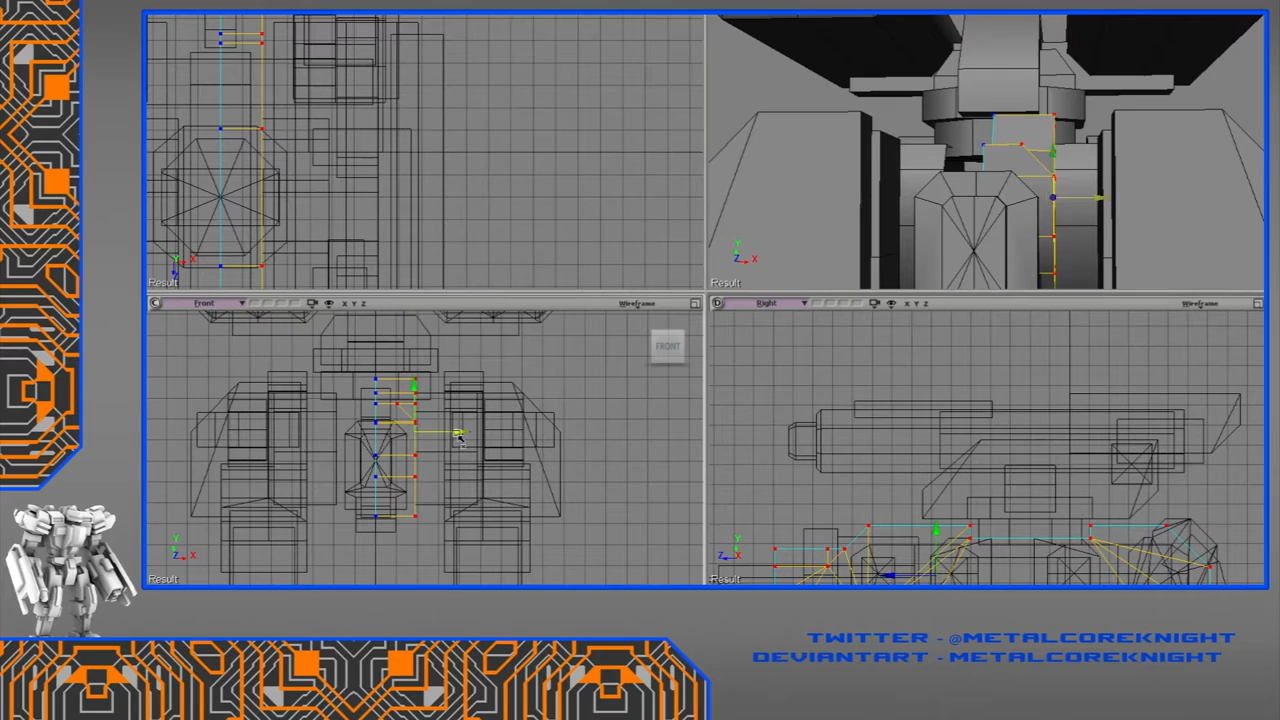 Y X Z
Result
Y Z X
Result
C Front X Y Z Wireframe
FRONT
Y Z X
Result
D Right X Y Z Wireframe
Y Z X
Result
TWITTER - @METALCOREKNIGHT
DEVIANTART - METALCOREKNIGHT